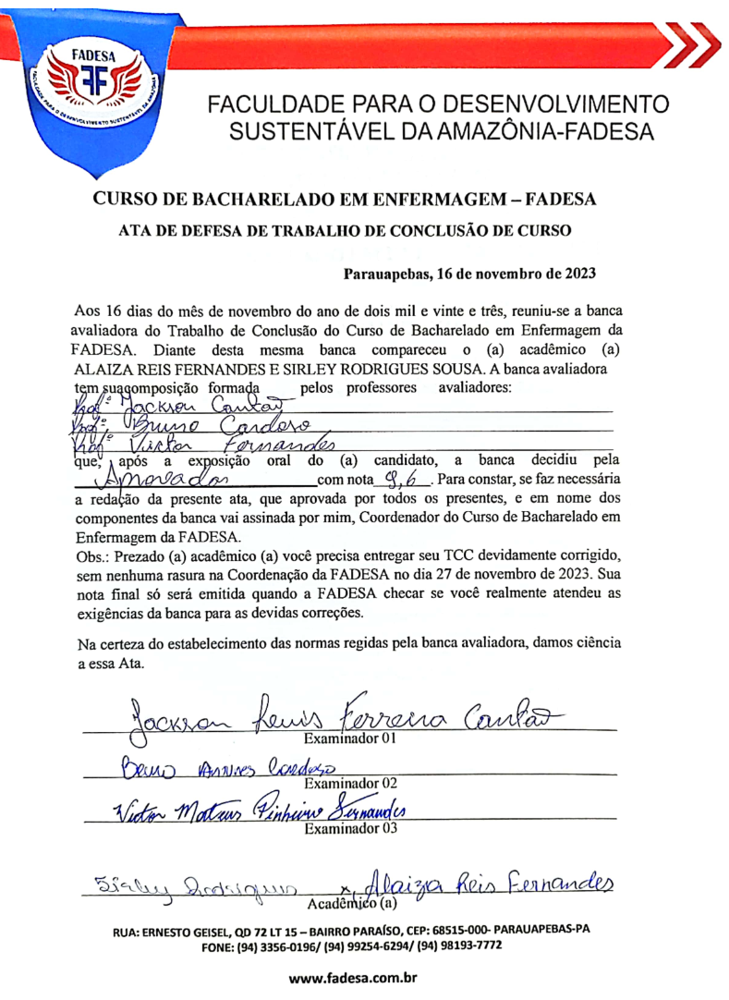 FADESA
FACULDADE PARA O DESENVOLVIMENTO SUSTENTÁVEL DA AMAZÔNIA
FACULDADE PARA O DESENVOLVIMENTO
SUSTENTÁVEL DA AMAZÔNIA-FADESA
CURSO DE BACHARELADO EM ENFERMAGEM – FADESA
ATA DE DEFESA DE TRABALHO DE CONCLUSÃO DE CURSO
Parauapebas, 16 de novembro de 2023
Aos 16 dias do mês de novembro do ano de dois mil e vinte e três, reuniu-se a banca
avaliadora do Trabalho de Conclusão do Curso de Bacharelado em Enfermagem da
FADESA. Diante desta mesma banca compareceu o (a) acadêmico (a)
ALAIZA REIS FERNANDES E SIRLEY RODRIGUES SOUSA. A banca avaliadora
tem sua composição formada pelos professores avaliadores:
Prof.º Jackson Cantão
Prof.º Bruno Cardoso
Prof.º Victor Fernandes
que, após a exposição oral do (a) candidato, a banca decidiu pela
Aprovados com nota 9,6. Para constar, se faz necessária
a redação da presente ata, que aprovada por todos os presentes, e em nome dos
componentes da banca vai assinada por mim, Coordenador do Curso de Bacharelado em
Enfermagem da FADESA.
Obs.: Prezado (a) acadêmico (a) você precisa entregar seu TCC devidamente corrigido,
sem nenhuma rasura na Coordenação da FADESA no dia 27 de novembro de 2023. Sua
nota final só será emitida quando a FADESA checar se você realmente atendeu as
exigências da banca para as devidas correções.
Na certeza do estabelecimento das normas regidas pela banca avaliadora, damos ciência
a essa Ata.
Jackson Ferreira Cantão
Examinador 01
Bruno Cardoso
Examinador 02
Victor Mateus Pinheiro Fernandes
Examinador 03
Sirley Rodrigues x Alaiza Reis Fernandes
Acadêmico (a)
RUA: ERNESTO GEISEL, QD 72 LT 15 – BAIRRO PARAÍSO, CEP: 68515-000- PARAUAPEBAS-PA
FONE: (94) 3356-0196/ (94) 99254-6294/ (94) 98193-7772
www.fadesa.com.br